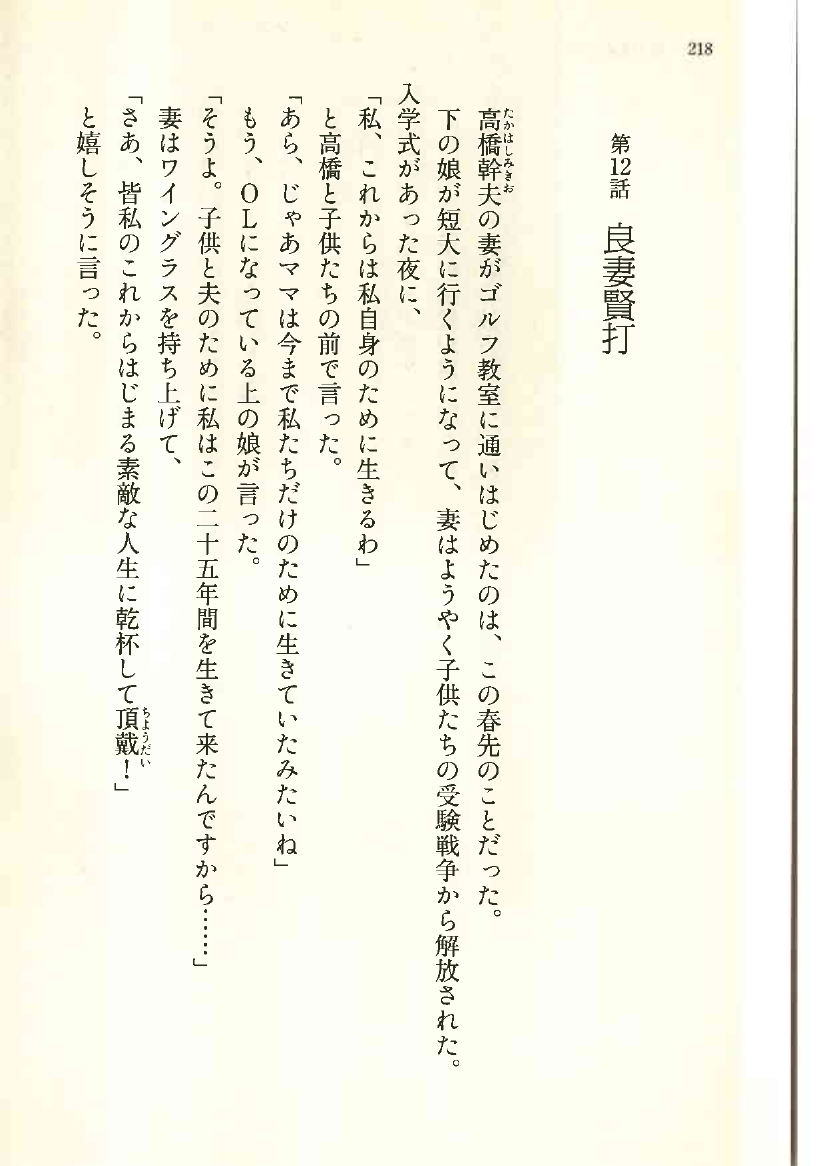 218
第12話 良妻賢打
高橋幹夫の妻がゴルフ教室に通いはじめたのは、この春先のことだった。
下の娘が短大に行くようになって、妻はようやく子供たちの受験戦争から解放された。
入学式があった夜に、
「私、これからは私自身のために生きるわ」
と高橋と子供たちの前で言った。
「あら、じゃあママは今まで私たちだけのために生きていたみたいね」
もう、OLになっている上の娘が言った。
「そうよ。子供と夫のために私はこの二十五年間を生きて来たんですから……」
妻はワイングラスを持ち上げて、
「さあ、皆私のこれからはじまる素敵な人生に乾杯して頂戴！」
と嬉しそうに言った。